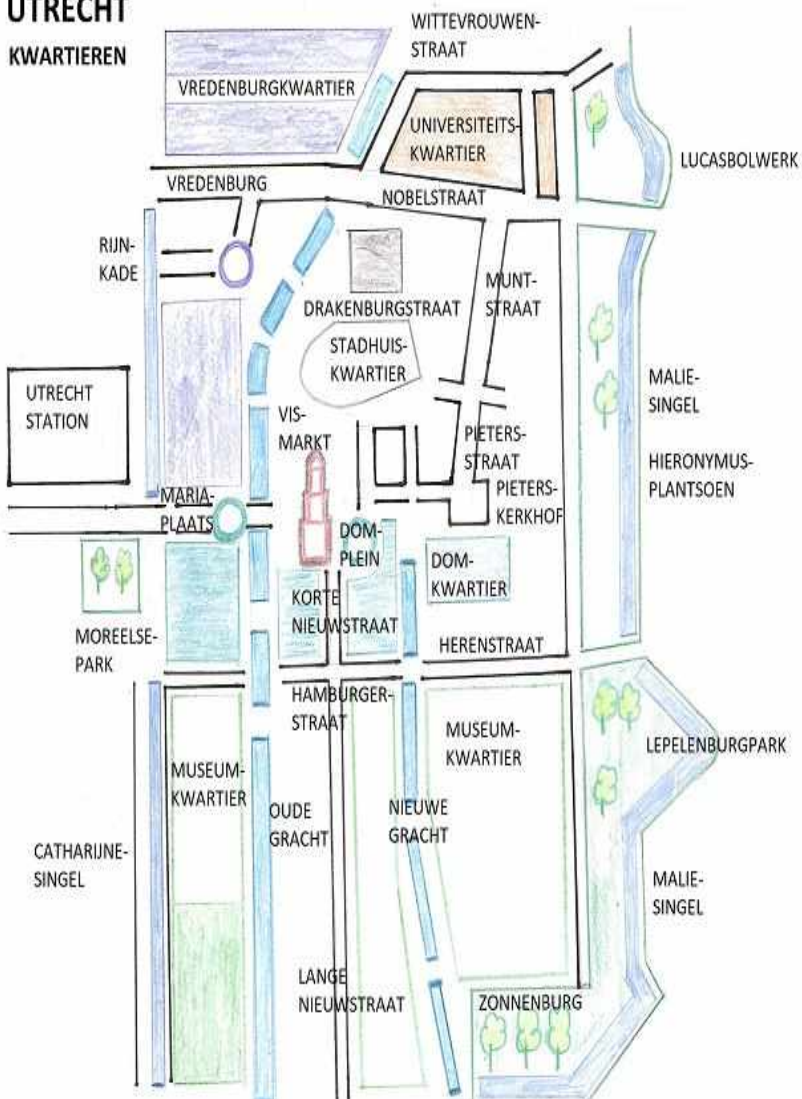 UTRECHT
KWARTIEREN
WITTEVROUWEN-
STRAAT
VREDENBURGKWARTIER
UNIVERSITEITS-
KWARTIER
LUCASBOLWERK
VREDENBURG
NOBELSTRAAT
RIJN-
KADE
MUNT-
STRAAT
DRAKENBURGSTRAAT
STADHUIS-
KWARTIER
UTRECHT
STATION
MALIE-
SINGEL
VIS-
MARKT
PIETERS-
STRAAT
HIERONYMUS-
PLANTSOEN
MARIA-
PLAATS
PIETERS-
KERKHOF
DOM-
PLEIN
DOM-
KWARTIER
KORTE
NIEUWSTRAAT
MOREELSE-
PARK
HERENSTRAAT
HAMBURGER-
STRAAT
MUSEUM-
KWARTIER
LEPELENBURGPARK
MUSEUM-
KWARTIER
OUDE
GRACHT
NIEUWE
GRACHT
CATHARIJNE-
SINGEL
MALIE-
SINGEL
LANGE
NIEUWSTRAAT
ZONNENBURG